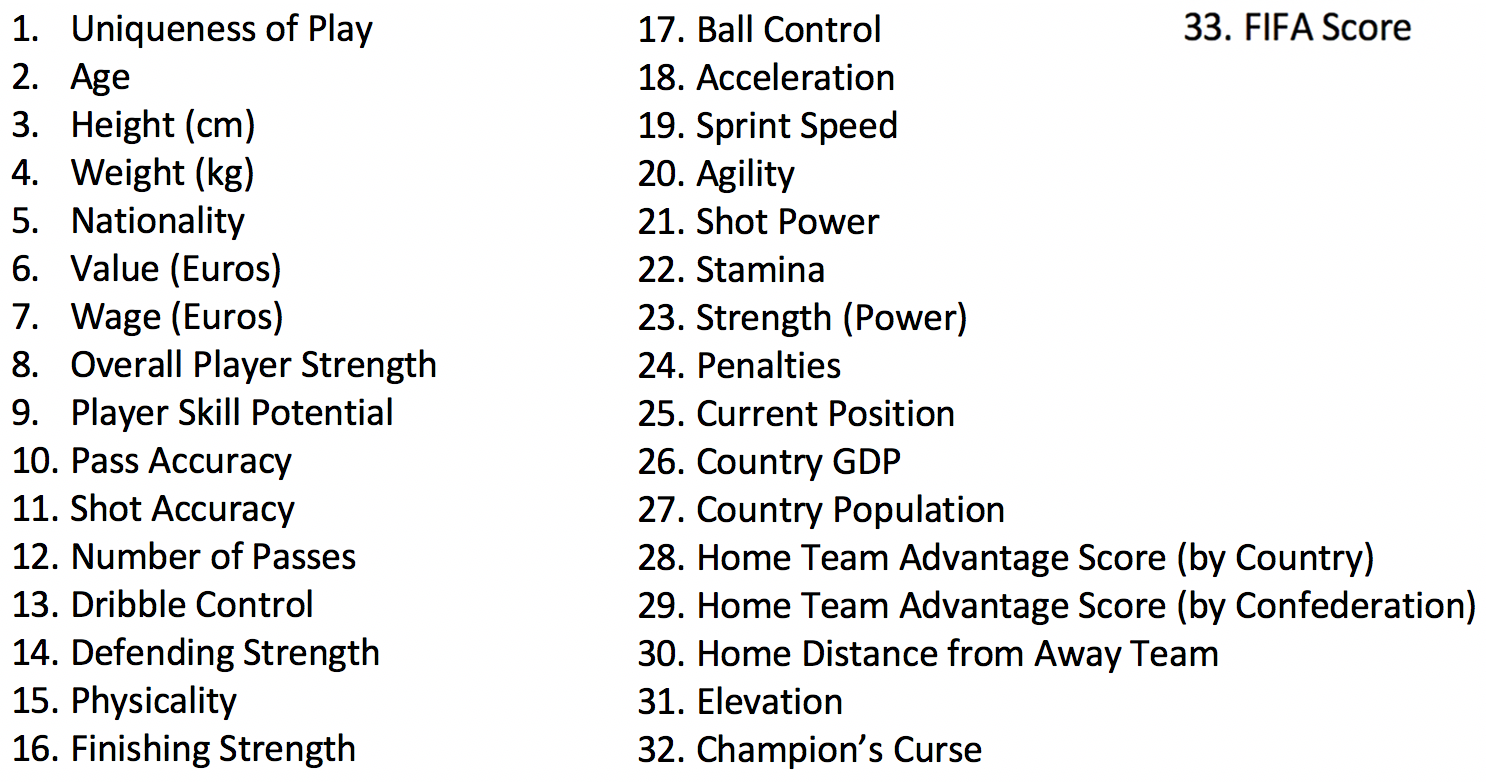 1. Uniqueness of Play
2. Age
3. Height (cm)
4. Weight (kg)
5. Nationality
6. Value (Euros)
7. Wage (Euros)
8. Overall Player Strength
9. Player Skill Potential
10. Pass Accuracy
11. Shot Accuracy
12. Number of Passes
13. Dribble Control
14. Defending Strength
15. Physicality
16. Finishing Strength
17. Ball Control
18. Acceleration
19. Sprint Speed
20. Agility
21. Shot Power
22. Stamina
23. Strength (Power)
24. Penalties
25. Current Position
26. Country GDP
27. Country Population
28. Home Team Advantage Score (by Country)
29. Home Team Advantage Score (by Confederation)
30. Home Distance from Away Team
31. Elevation
32. Champion’s Curse
33. FIFA Score